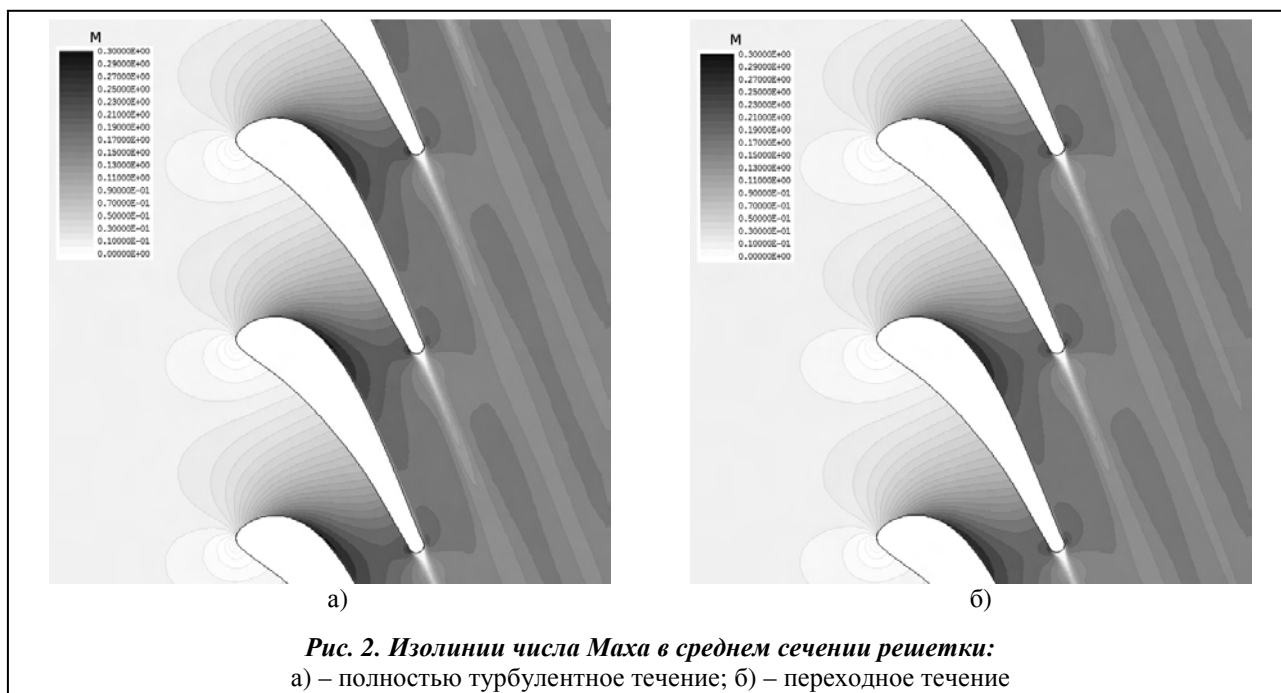 M
0.30000E+00
0.29000E+00
0.27000E+00
0.25000E+00
0.23000E+00
0.21000E+00
0.19000E+00
0.17000E+00
0.15000E+00
0.13000E+00
0.11000E+00
0.90000E-01
0.70000E-01
0.50000E-01
0.30000E-01
0.10000E-01
0.00000E+00
M
0.30000E+00
0.29000E+00
0.27000E+00
0.25000E+00
0.23000E+00
0.21000E+00
0.19000E+00
0.17000E+00
0.15000E+00
0.13000E+00
0.11000E+00
0.90000E-01
0.70000E-01
0.50000E-01
0.30000E-01
0.10000E-01
0.00000E+00
а)
б)
Рис. 2. Изолинии числа Маха в среднем сечении решетки:
а) – полностью турбулентное течение; б) – переходное течение